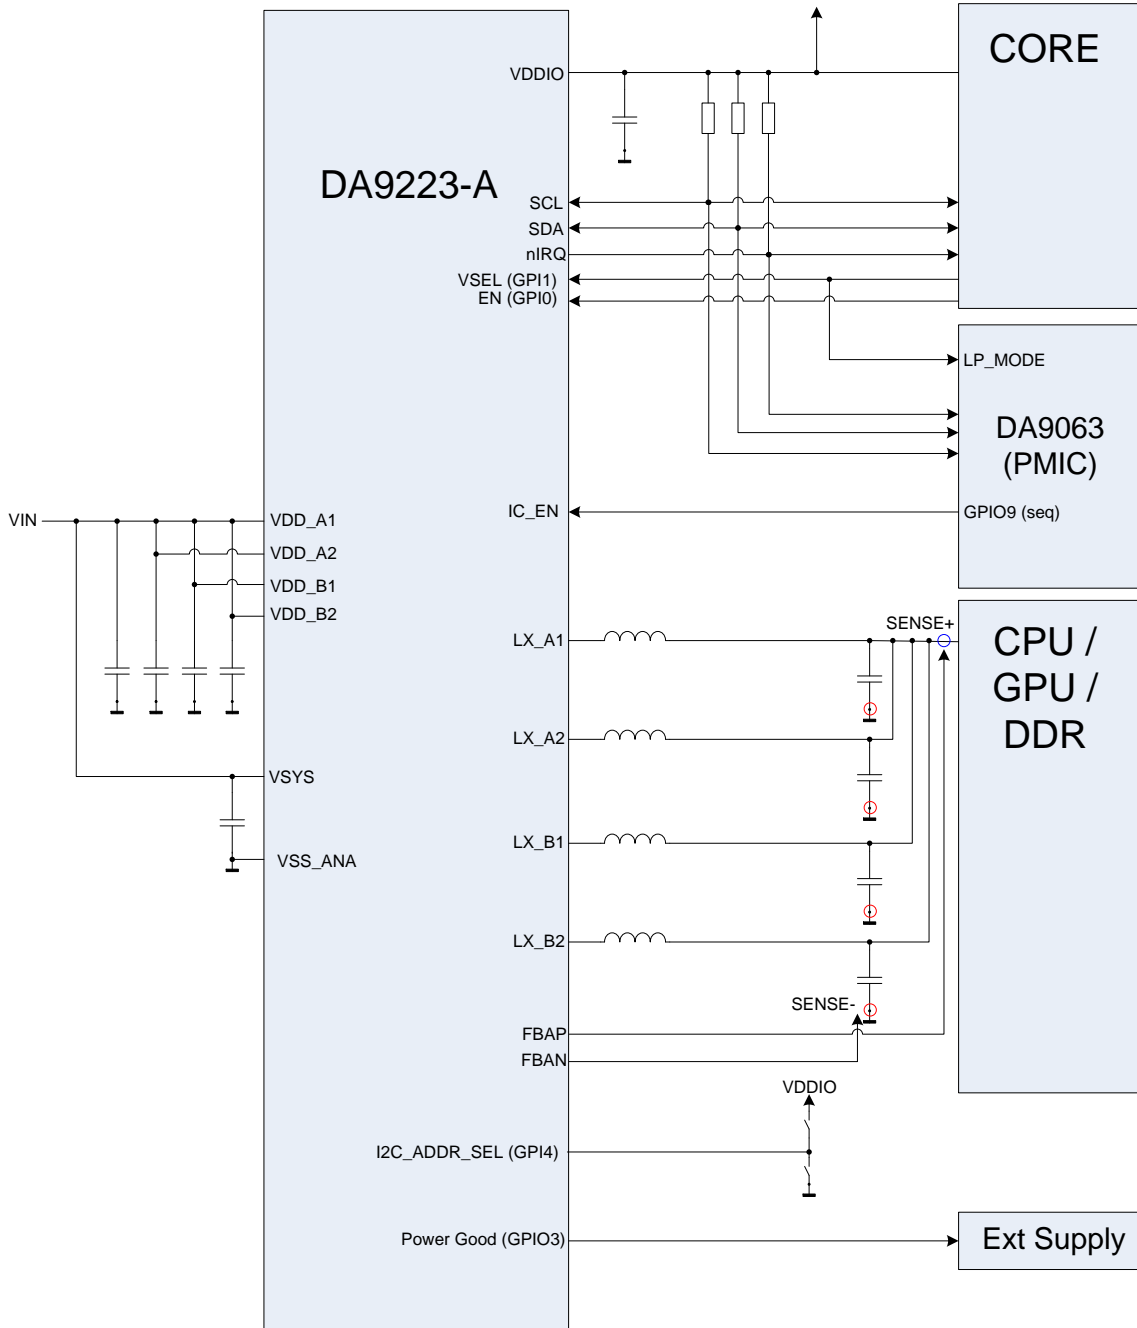 CORE
VDDIO
DA9223-A
SCL
SDA
nIRQ
VSEL (GPI1)
EN (GPI0)
LP_MODE
DA9063
(PMIC)
VIN
VDD_A1
IC_EN
GPIO9 (seq)
VDD_A2
VDD_B1
VDD_B2
LX_A1
SENSE+
CPU /
GPU /
DDR
LX_A2
VSYS
LX_B1
VSS_ANA
LX_B2
SENSE-
FBAP
FBAN
VDDIO
I2C_ADDR_SEL (GPI4)
Power Good (GPIO3)
Ext Supply